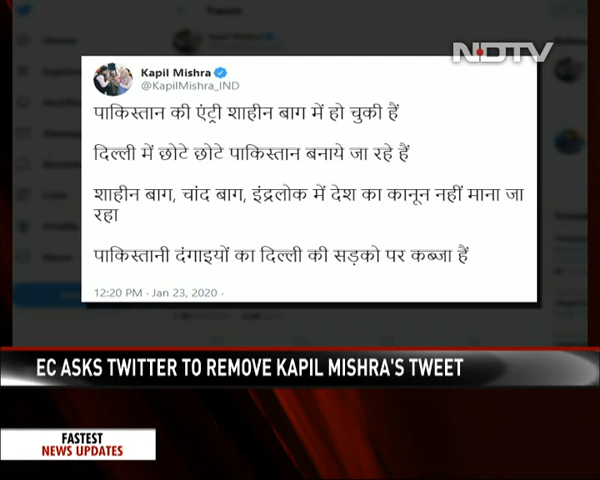 NDTV
Kapil Mishra
@KapilMishra_IND
पाकिस्तान की एंट्री शाहीन बाग में हो चुकी हैं
दिल्ली में छोटे छोटे पाकिस्तान बनाये जा रहे हैं
शाहीन बाग, चांद बाग, इंद्रलोक में देश का कानून नहीं माना जा
रहा
पाकिस्तानी दंगाइयों का दिल्ली की सड़को पर कब्जा हैं
12:20 PM · Jan 23, 2020 ·
EC ASKS TWITTER TO REMOVE KAPIL MISHRA'S TWEET
FASTEST
NEWS UPDATES